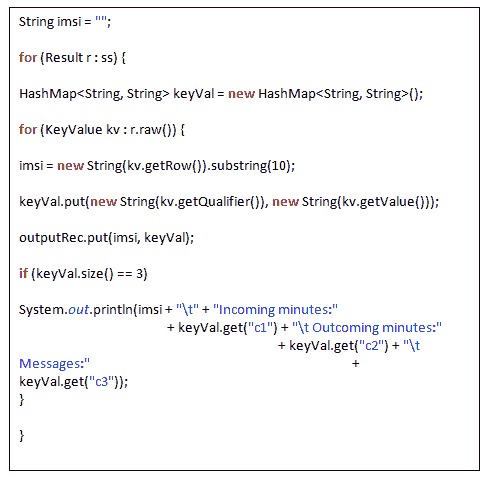 String imsi = "";
for (Result r : ss) {
HashMap<String, String> keyVal = new HashMap<String, String>();
for (KeyValue kv : r.raw()) {
imsi = new String(kv.getRow()).substring(10);
keyVal.put(new String(kv.getQualifier()), new String(kv.getValue()));
outputRec.put(imsi, keyVal);
if (keyVal.size() == 3)
System.out.println(imsi + "\t" + "Incoming minutes:"
+ keyVal.get("c1") + "\t Outcoming minutes:"
+ keyVal.get("c2") + "\t
Messages:" +
keyVal.get("c3"));
}
}